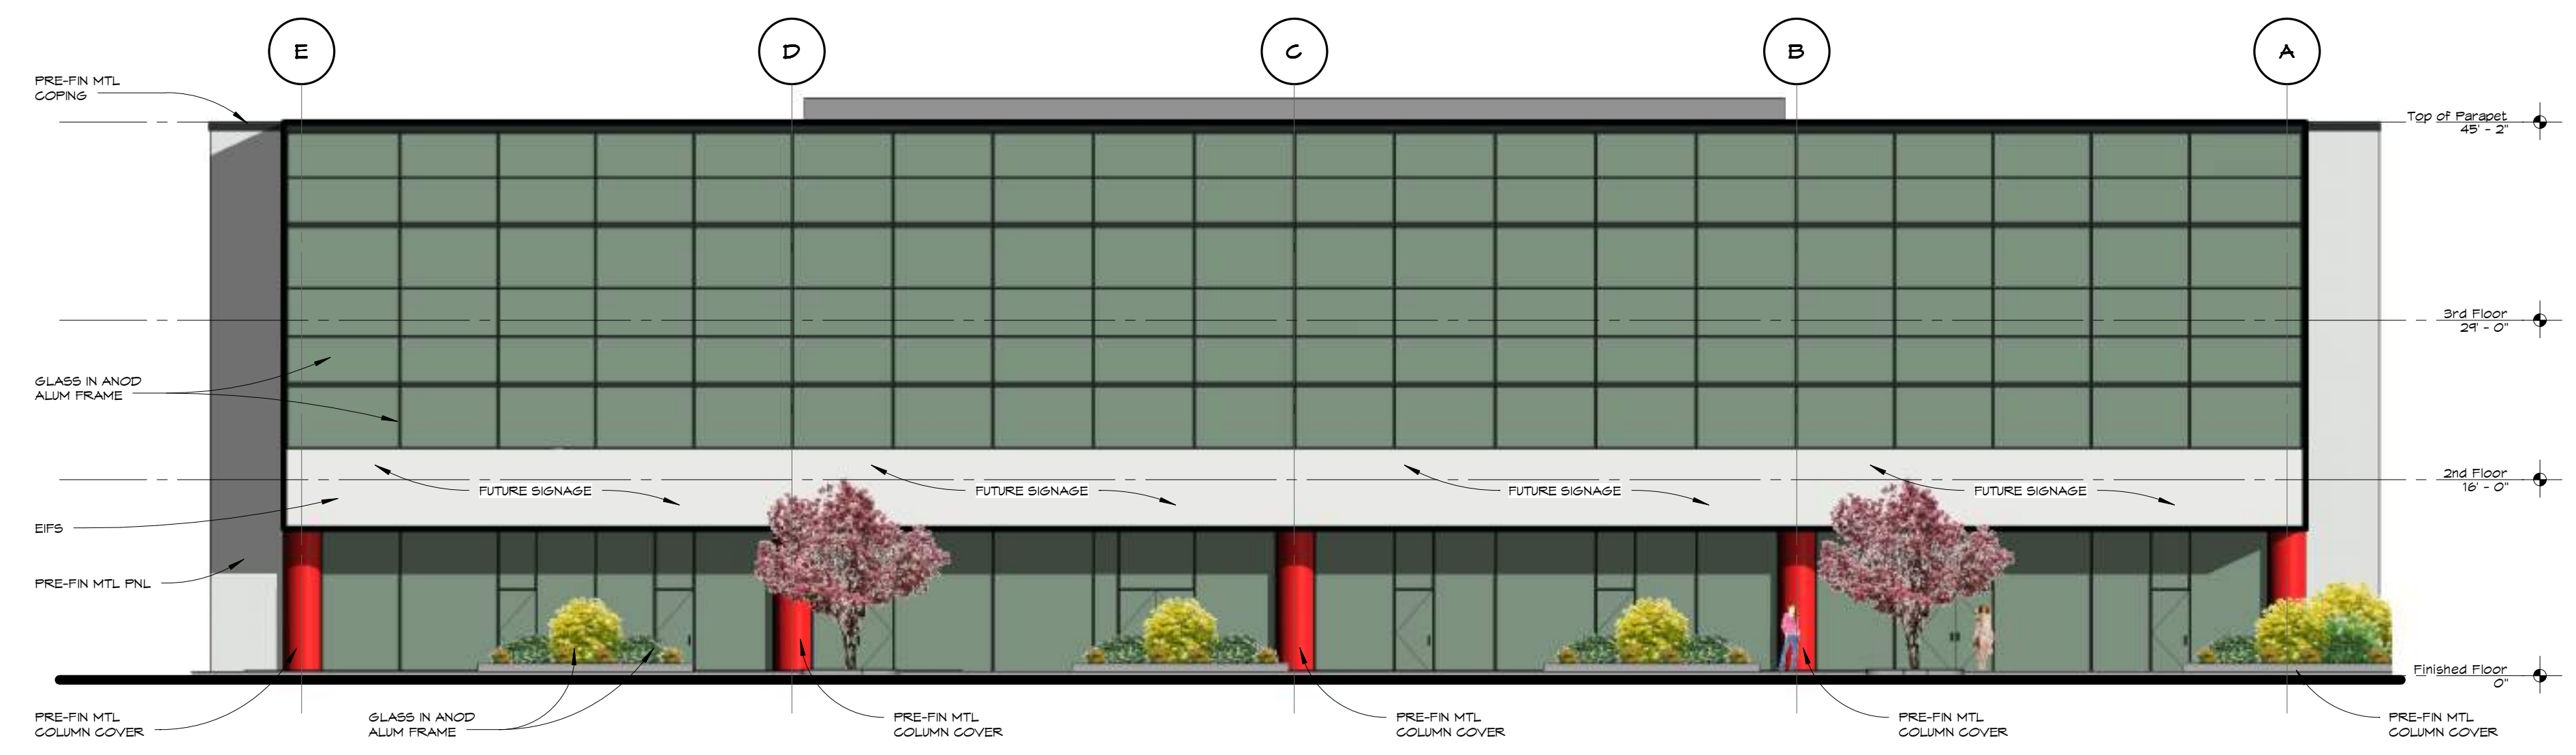 E
D
C
B
A
PRE-FIN MTL
COPING
Top of Parapet
45' - 2"
3rd Floor
29' - 0"
GLASS IN ANOD
ALUM FRAME
2nd Floor
16' - 0"
FUTURE SIGNAGE
FUTURE SIGNAGE
FUTURE SIGNAGE
FUTURE SIGNAGE
EIFS
PRE-FIN MTL PNL
Finished Floor
0"
PRE-FIN MTL
COLUMN COVER
GLASS IN ANOD
ALUM FRAME
PRE-FIN MTL
COLUMN COVER
PRE-FIN MTL
COLUMN COVER
PRE-FIN MTL
COLUMN COVER
PRE-FIN MTL
COLUMN COVER